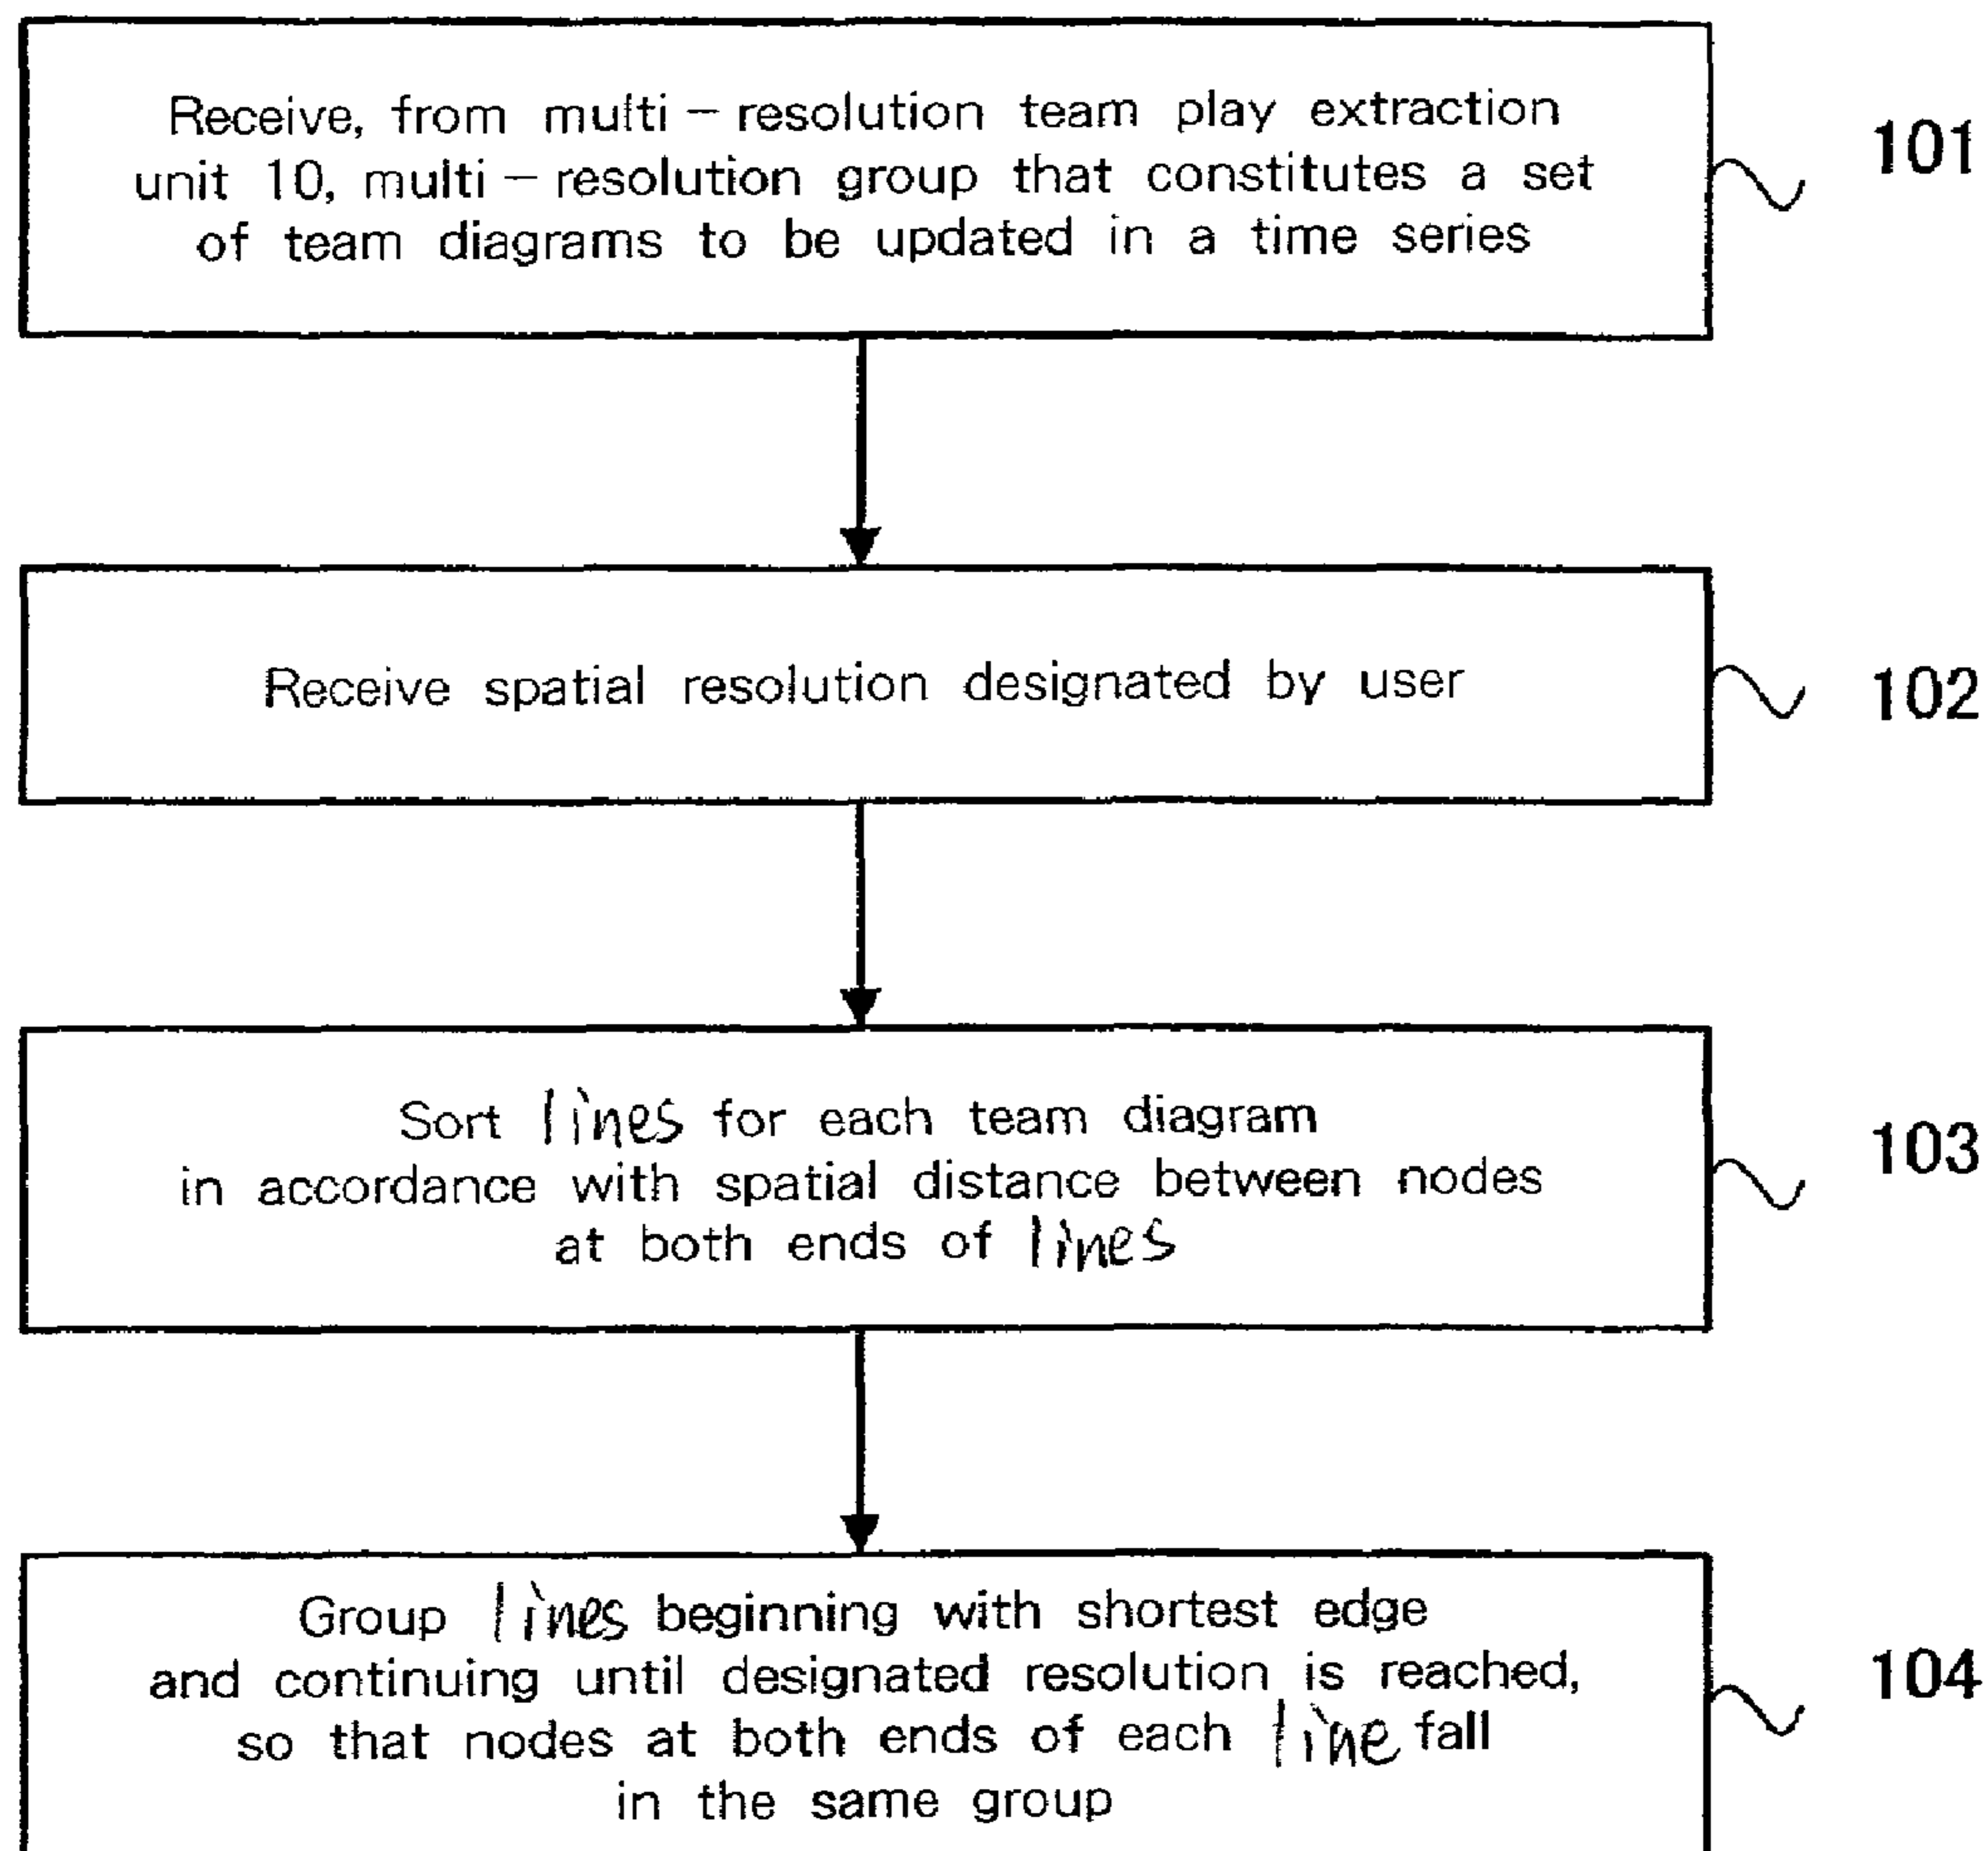 Receive, from multi – resolution team play extraction
unit 10, multi – resolution group that constitutes a set
of team diagrams to be updated in a time series
101
Receive spatial resolution designated by user
102
Sort lines for each team diagram
in accordance with spatial distance between nodes
at both ends of lines
103
Group lines beginning with shortest edge
and continuing until designated resolution is reached,
so that nodes at both ends of each line fall
in the same group
104